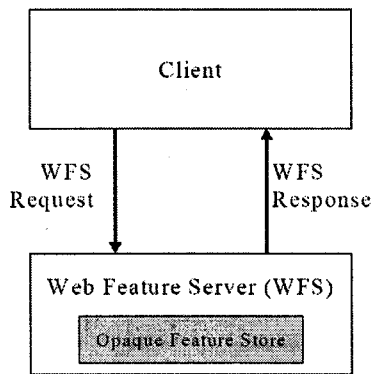 Client
WFS
Request
WFS
Response
Web Feature Server (WFS)
Opaque Feature Store